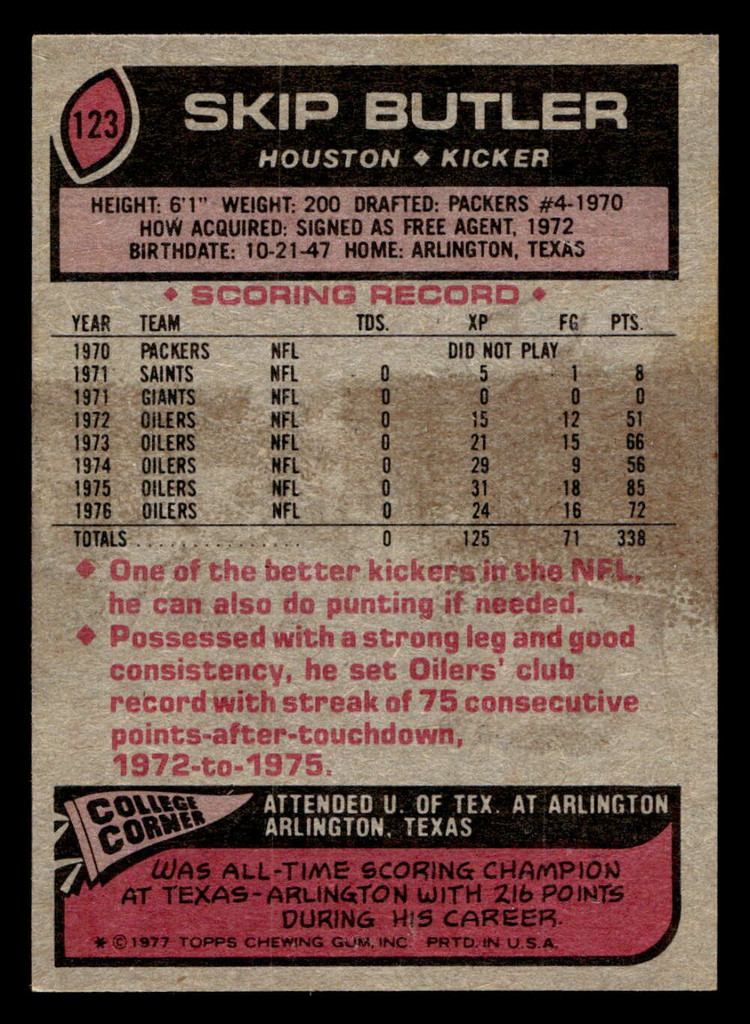 123
SKIP BUTLER
HOUSTON ◆ KICKER
HEIGHT: 6'1" WEIGHT: 200 DRAFTED: PACKERS #4-1970
HOW ACQUIRED: SIGNED AS FREE AGENT, 1972
BIRTHDATE: 10-21-47 HOME: ARLINGTON, TEXAS
◆ SCORING RECORD ◆
YEAR TEAM TDS. XP FG PTS.
1970 PACKERS NFL DID NOT PLAY
1971 SAINTS NFL 0 5 1 8
1971 GIANTS NFL 0 0 0 0
1972 OILERS NFL 0 15 12 51
1973 OILERS NFL 0 21 15 66
1974 OILERS NFL 0 29 9 56
1975 OILERS NFL 0 31 18 85
1976 OILERS NFL 0 24 16 72
TOTALS ................ 0 125 71 338
◆ One of the better kickers in the NFL,
he can also do punting if needed.
◆ Possessed with a strong leg and good
consistency, he set Oilers' club
record with streak of 75 consecutive
points-after-touchdown,
1972-to-1975.
COLLEGE
CORNER
ATTENDED U. OF TEX. AT ARLINGTON
ARLINGTON, TEXAS
WAS ALL-TIME SCORING CHAMPION
AT TEXAS-ARLINGTON WITH 216 POINTS
DURING HIS CAREER.
* © 1977 TOPPS CHEWING GUM, INC. PRTD. IN U.S.A.